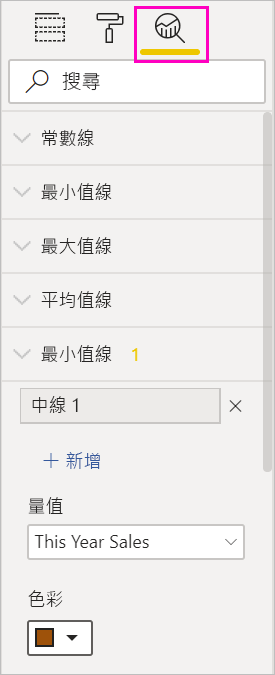 搜尋
常數線
最小值線
最大值線
平均值線
最小值線 1
中線 1
新增
量值
This Year Sales
色彩